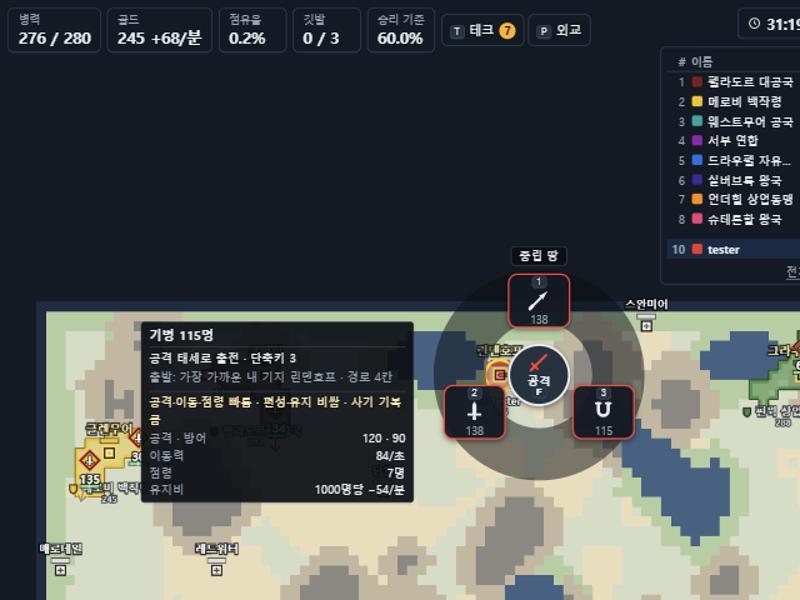 병력
276 / 280
골드
245 +68/분
점유율
0.2%
깃발
0 / 3
승리 기준
60.0%
T 테크 7
P 외교
31:19
# 이름
1 펠라도르 대공국
2 메로비 백작령
3 웨스트무어 공국
4 서부 연합
5 드라우펠 자유...
6 실버브룩 왕국
7 언더힐 상업동맹
8 슈테른할 왕국
10 tester
중립 땅
1
138
스완미어
기병 115명
공격 태세로 출전 · 단축키 3
출발: 가장 가까운 내 기지 린덴호프 · 경로 4칸
공격·이동·점령 빠름 · 편성·유지 비쌈 · 사기 기복
큼
공격 · 방어 120 · 90
이동력 84/초
점령 7명
유지비 1000명당 −54/분
린덴호프
공격
F
2
138
3
115
글렌무어
135
245
208
레드워터